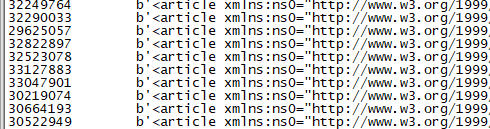 32249764 b'<article xmlns:ns0="http://www.w3.org/1999,
32290033 b'<article xmlns:ns0="http://www.w3.org/1999,
29625057 b'<article xmlns:ns0="http://www.w3.org/1999,
32822897 b'<article xmlns:ns0="http://www.w3.org/1999,
32523078 b'<article xmlns:ns0="http://www.w3.org/1999,
33127883 b'<article xmlns:ns0="http://www.w3.org/1999,
33047901 b'<article xmlns:ns0="http://www.w3.org/1999,
30219074 b'<article xmlns:ns0="http://www.w3.org/1999,
30664193 b'<article xmlns:ns0="http://www.w3.org/1999,
30522949 b'<article xmlns:ns0="http://www.w3.org/1999,